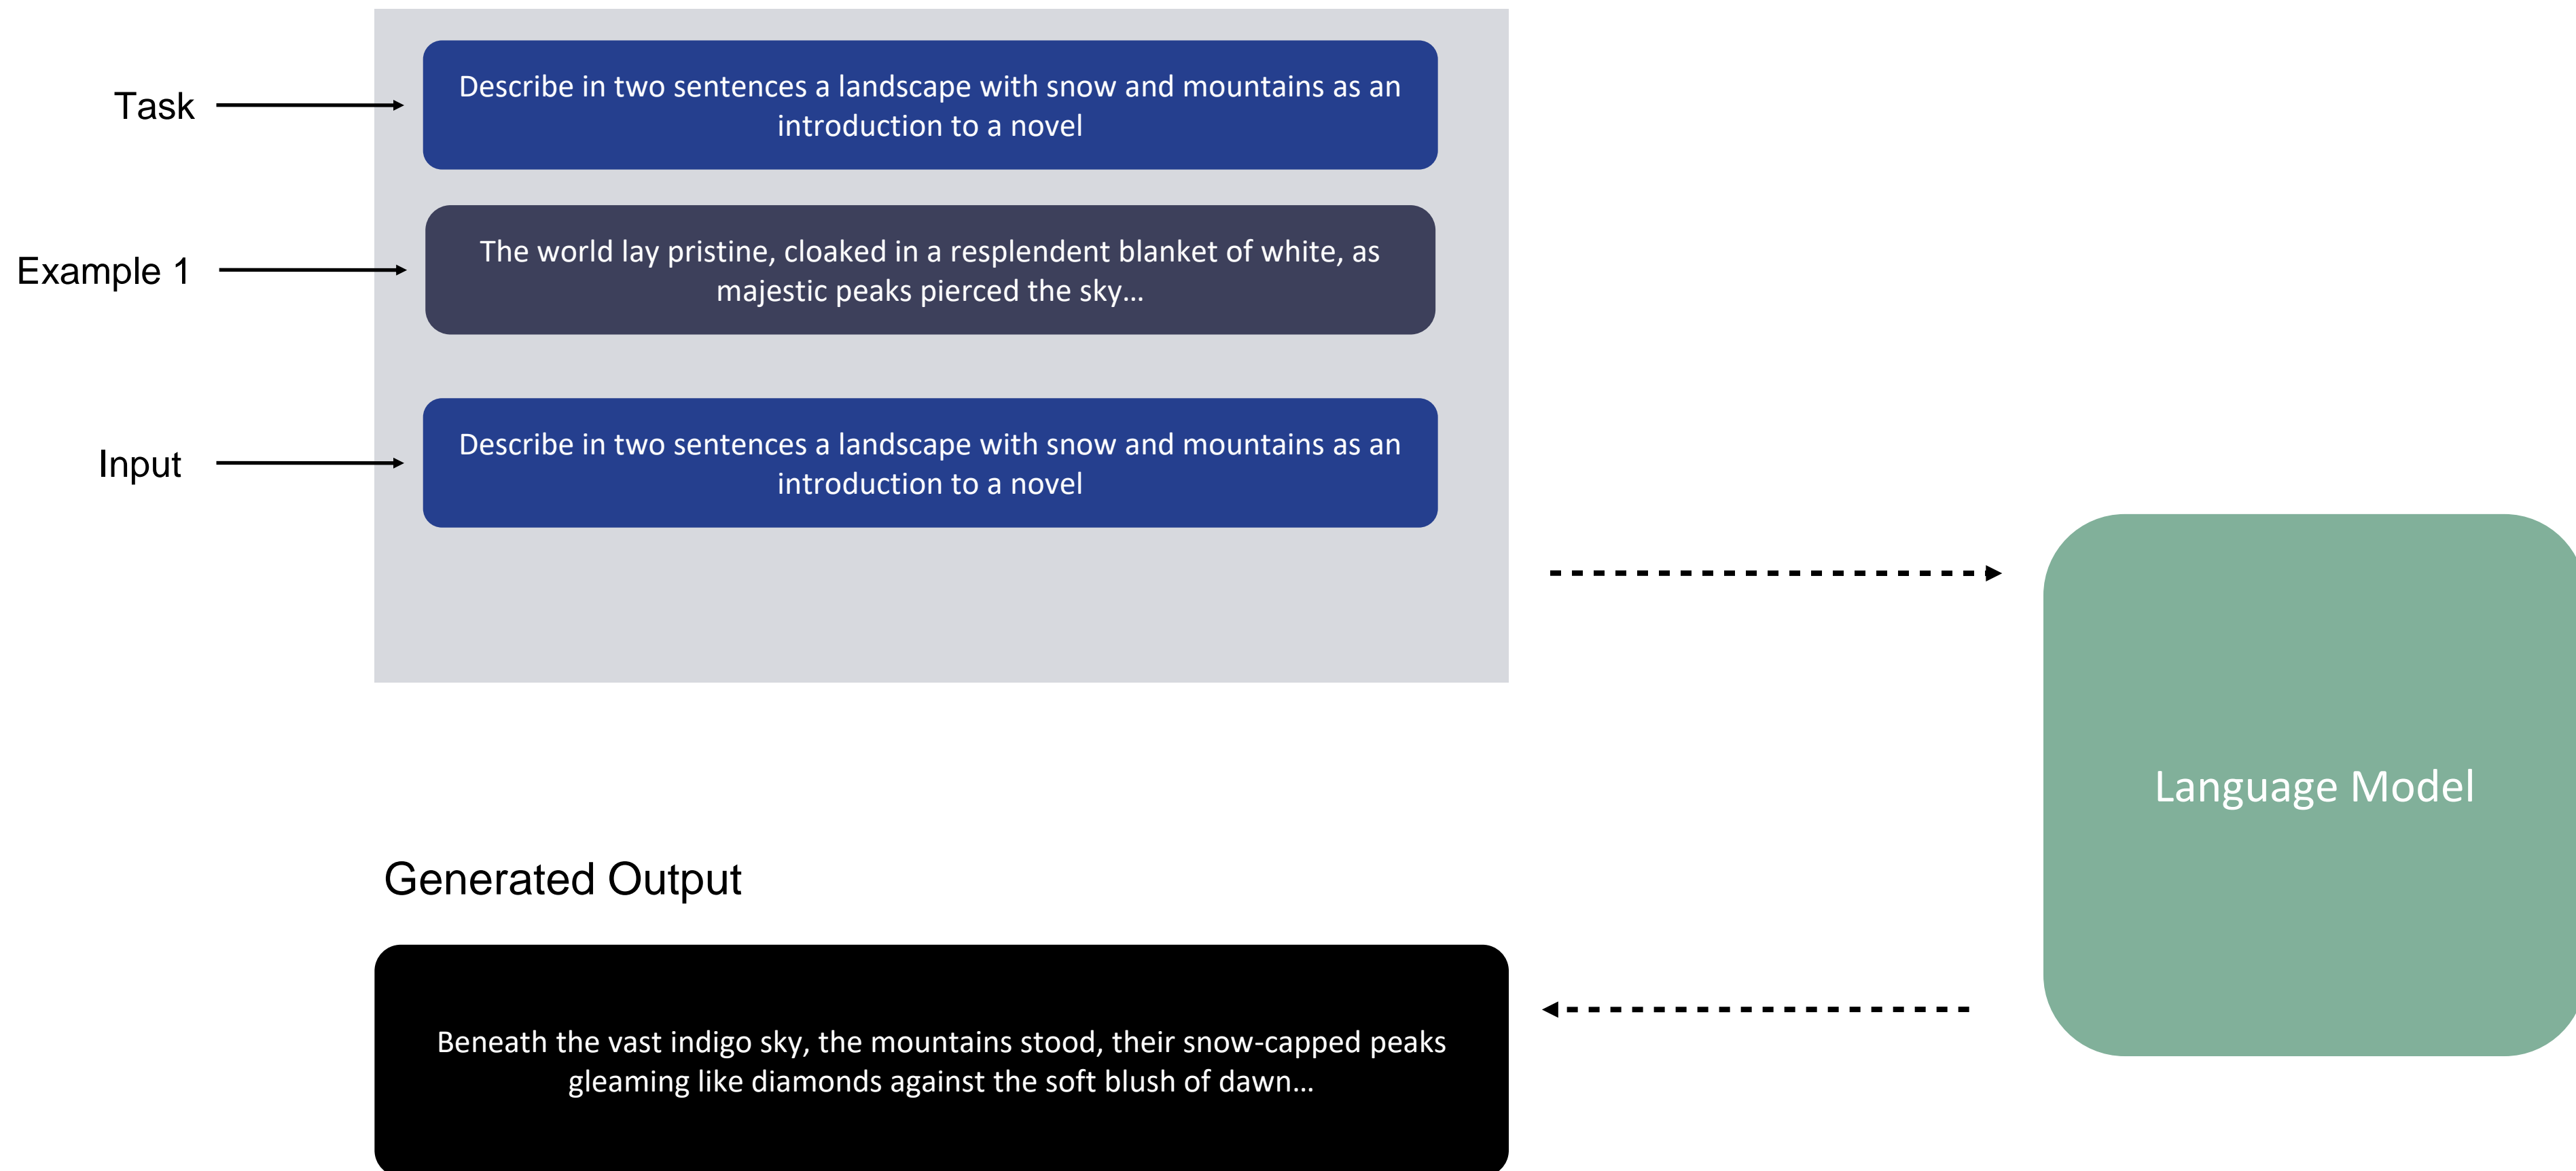 Task
Describe in two sentences a landscape with snow and mountains as an
introduction to a novel
Example 1
The world lay pristine, cloaked in a resplendent blanket of white, as
majestic peaks pierced the sky...
Input
Describe in two sentences a landscape with snow and mountains as an
introduction to a novel
Language Model
Generated Output
Beneath the vast indigo sky, the mountains stood, their snow-capped peaks
gleaming like diamonds against the soft blush of dawn...